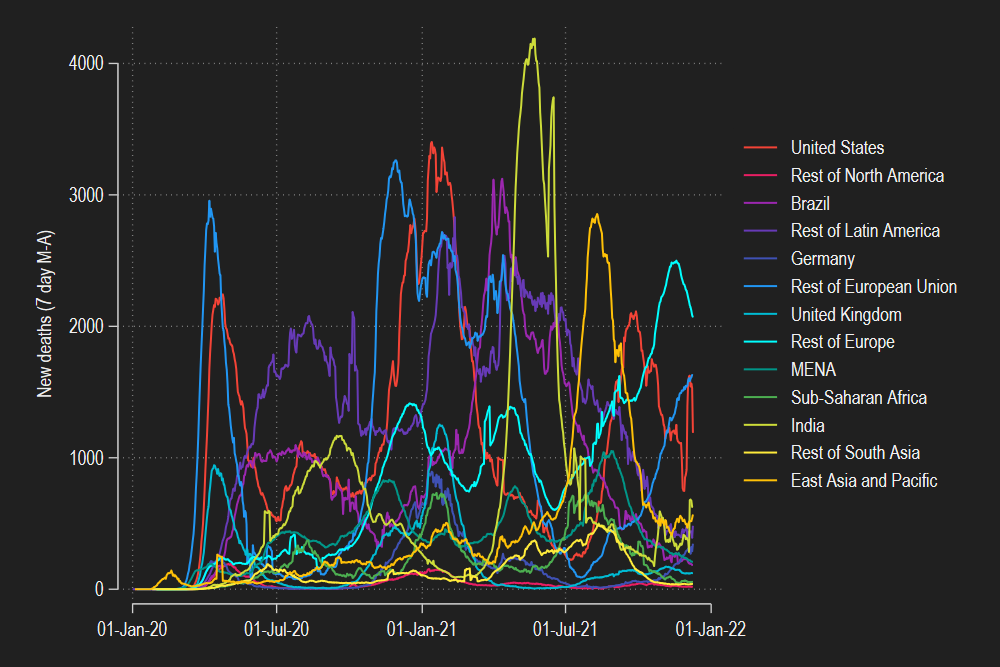 New deaths (7 day M-A)
4000
3000
2000
1000
0
01-Jan-20
01-Jul-20
01-Jan-21
01-Jul-21
01-Jan-22
United States
Rest of North America
Brazil
Rest of Latin America
Germany
Rest of European Union
United Kingdom
Rest of Europe
MENA
Sub-Saharan Africa
India
Rest of South Asia
East Asia and Pacific